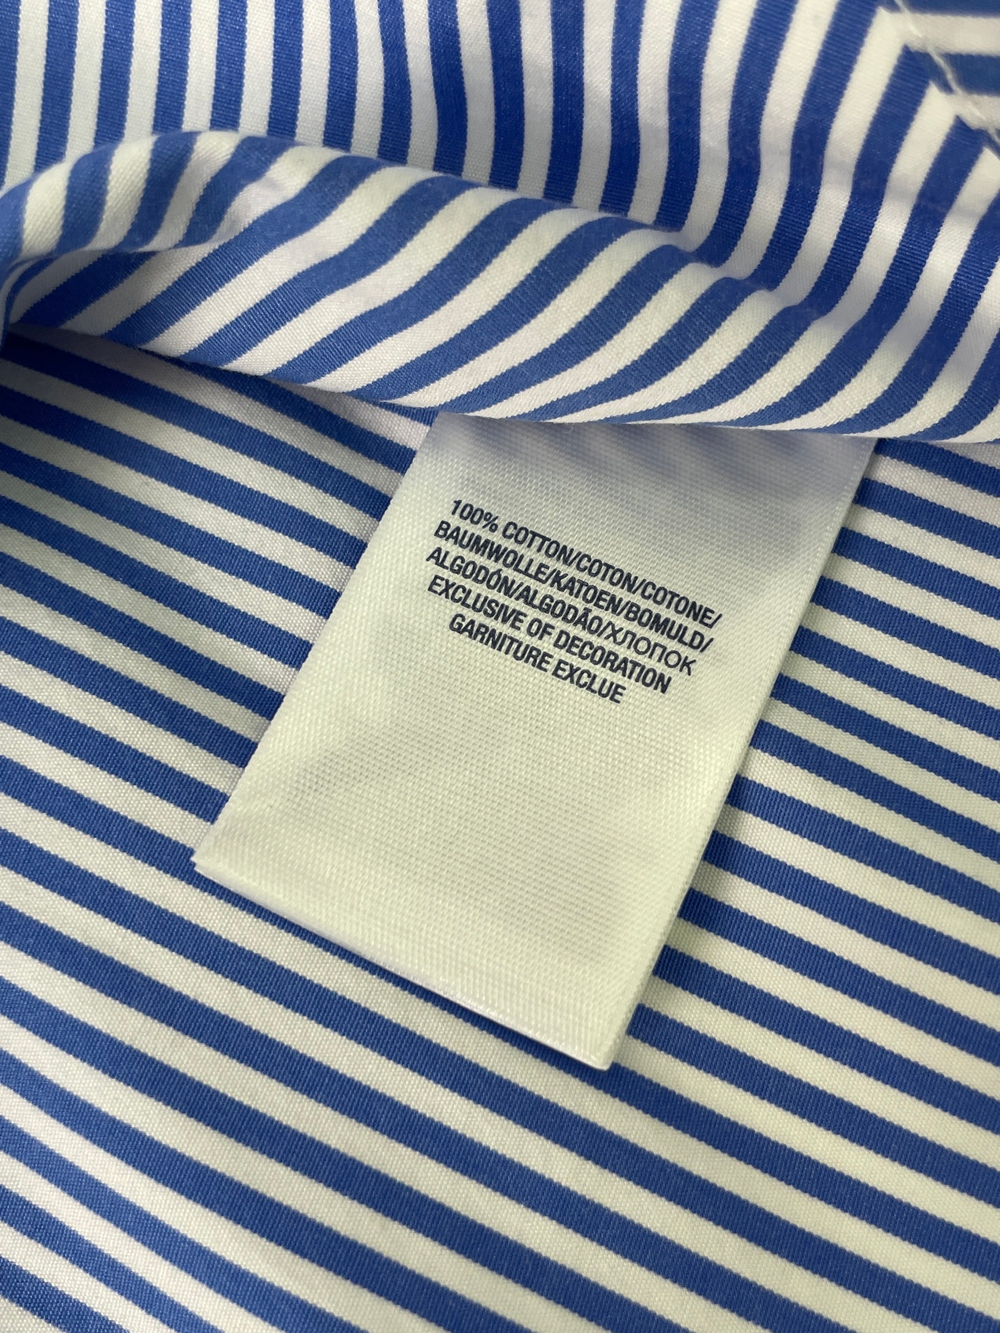 100% COTTON/COTON/COTONE/
BAUMWOLLE/KATOEN/BOMULD/
ALGODÓN/ALGODÃO/ХЛОПОК
EXCLUSIVE OF DECORATION
GARNITURE EXCLUE